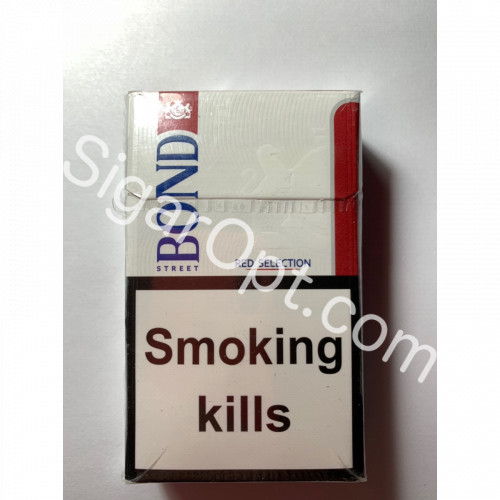 BOND
STREET
RED SELECTION
Smoking
kills
SigarOpt.com